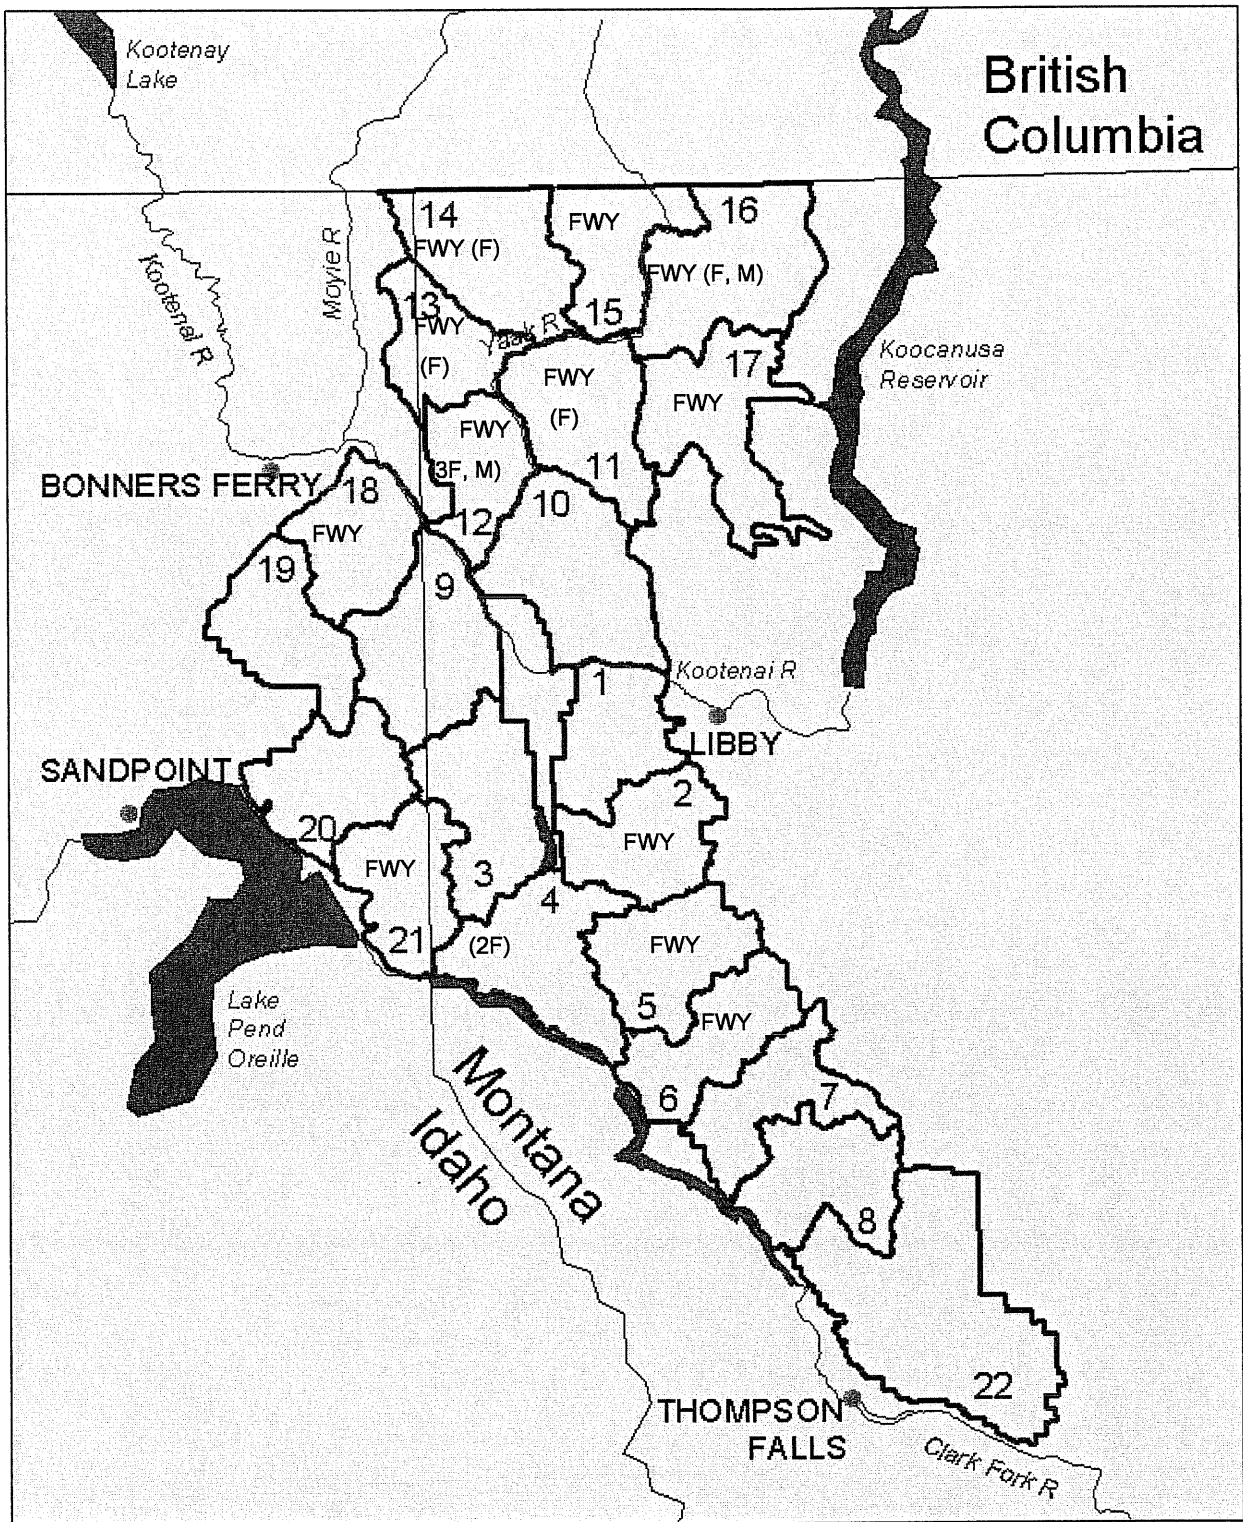 Kootenay
Lake
British
Columbia
14
FWY
16
FWY (F)
FWY (F, M)
Moyie R
Kootenai R
13
FWY
15
Yaak R
(F)
FWY
(F)
17
FWY
Koocanusa
Reservoir
FWY
3F, M)
11
BONNERS FERRY
18
10
12
FWY
19
9
Kootenai R
1
LIBBY
SANDPOINT
2
20
FWY
FWY
3
4
21
(2F)
FWY
5
FWY
Lake
Pend
Oreille
Montana
Idaho
6
7
8
22
THOMPSON
FALLS
Clark Fork R